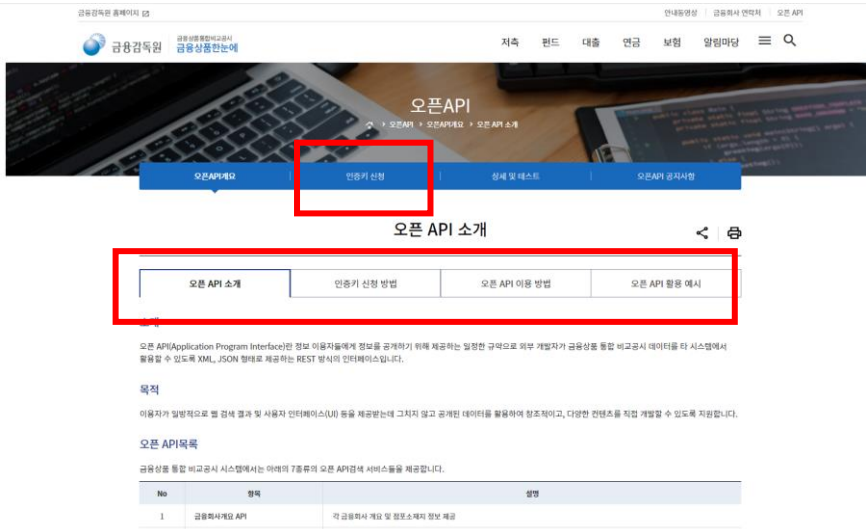 금융감독원 홈페이지
안내동영상
금융회사 연락처
오픈 API
금융감독원
금융상품통합비교공시
금융상품한눈에
저축 펀드 대출 연금 보험 알림마당
오픈API
오픈API > 오픈API개요 > 오픈 API 소개
오픈API개요
인증키 신청
상세 및 테스트
오픈API 공지사항
오픈 API 소개
오픈 API 소개
인증키 신청 방법
오픈 API 이용 방법
오픈 API 활용 예시
오픈 API(Application Program Interface)란 정보 이용자들에게 정보를 공개하기 위해 제공하는 일정한 규약으로 외부 개발자가 금융상품 통합 비교공시 데이터를 타 시스템에서
활용할 수 있도록 XML, JSON 형태로 제공하는 REST 방식의 인터페이스입니다.
목적
이용자가 일방적으로 웹 검색 결과 및 사용자 인터페이스(UI) 등을 제공받는데 그치지 않고 공개된 데이터를 활용하여 창조적이고, 다양한 컨텐츠를 직접 개발할 수 있도록 지원합니다.
오픈 API목록
금융상품 통합 비교공시 시스템에서는 아래의 7종류의 오픈 API검색 서비스들을 제공합니다.
No 항목 설명
1 금융회사개요 API 각 금융회사 개요 및 점포소재지 정보 제공